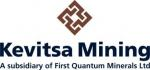 Kevitsa Mining
A subsidiary of First Quantum Minerals Ltd